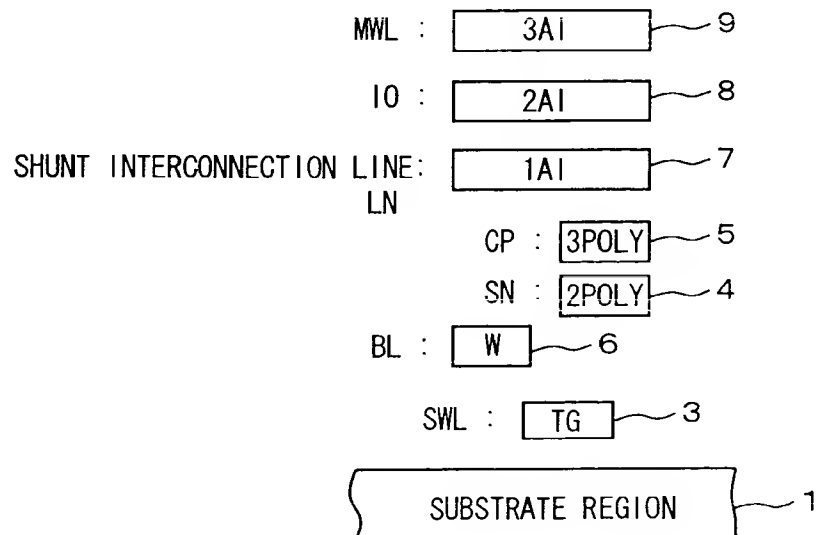 MWL : 3Al 9
IO : 2Al 8
SHUNT INTERCONNECTION LINE: 1Al 7
LN
CP : 3POLY 5
SN : 2POLY 4
BL : W 6
SWL : TG 3
SUBSTRATE REGION 1